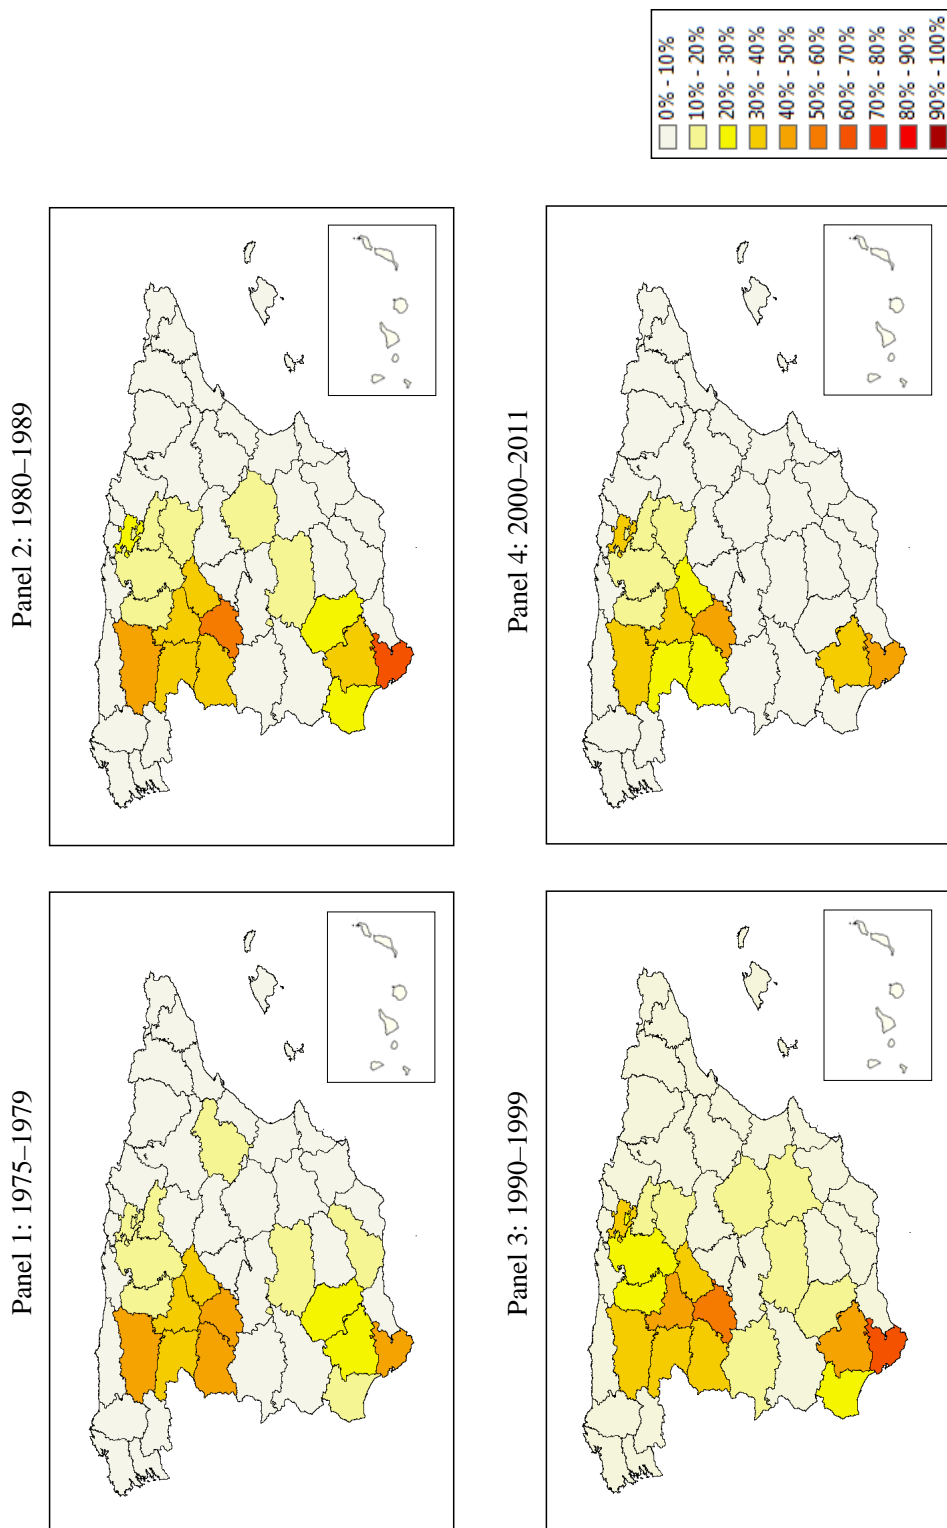 Panel 1: 1975–1979
Panel 2: 1980–1989
Panel 3: 1990–1999
Panel 4: 2000–2011
0% - 10%
10% - 20%
20% - 30%
30% - 40%
40% - 50%
50% - 60%
60% - 70%
70% - 80%
80% - 90%
90% - 100%